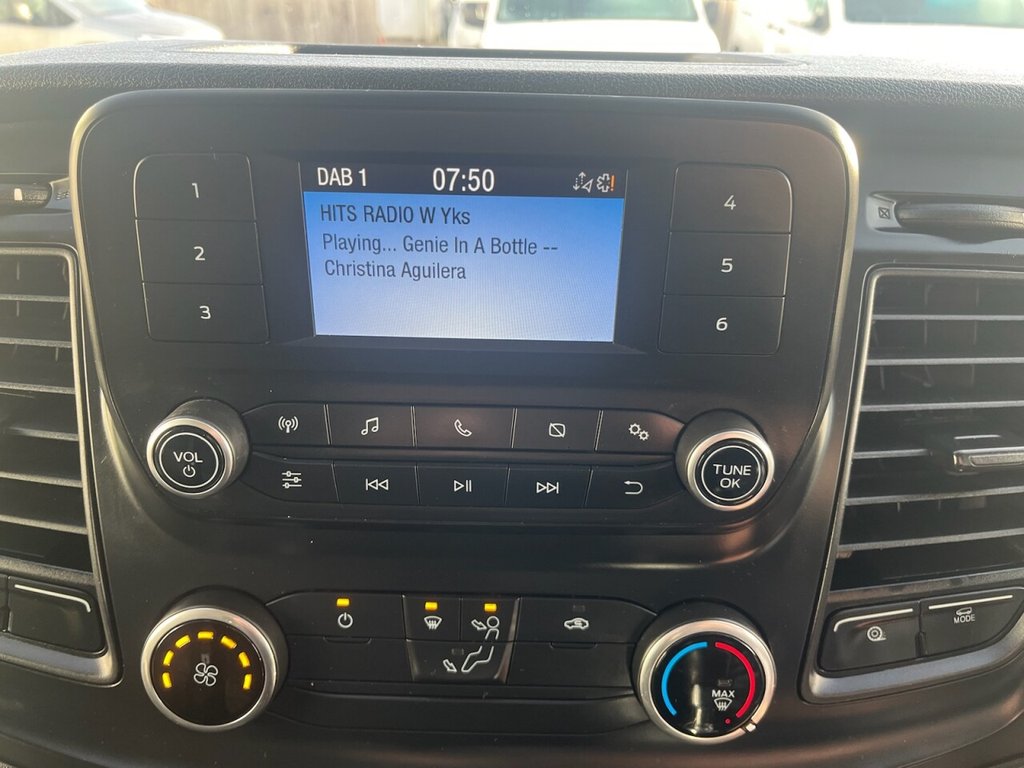 DAB 1 07:50
HITS RADIO W Yks
Playing... Genie In A Bottle --
Christina Aguilera
1
2
3
4
5
6
VOL
TUNE
OK
MAX
MODE